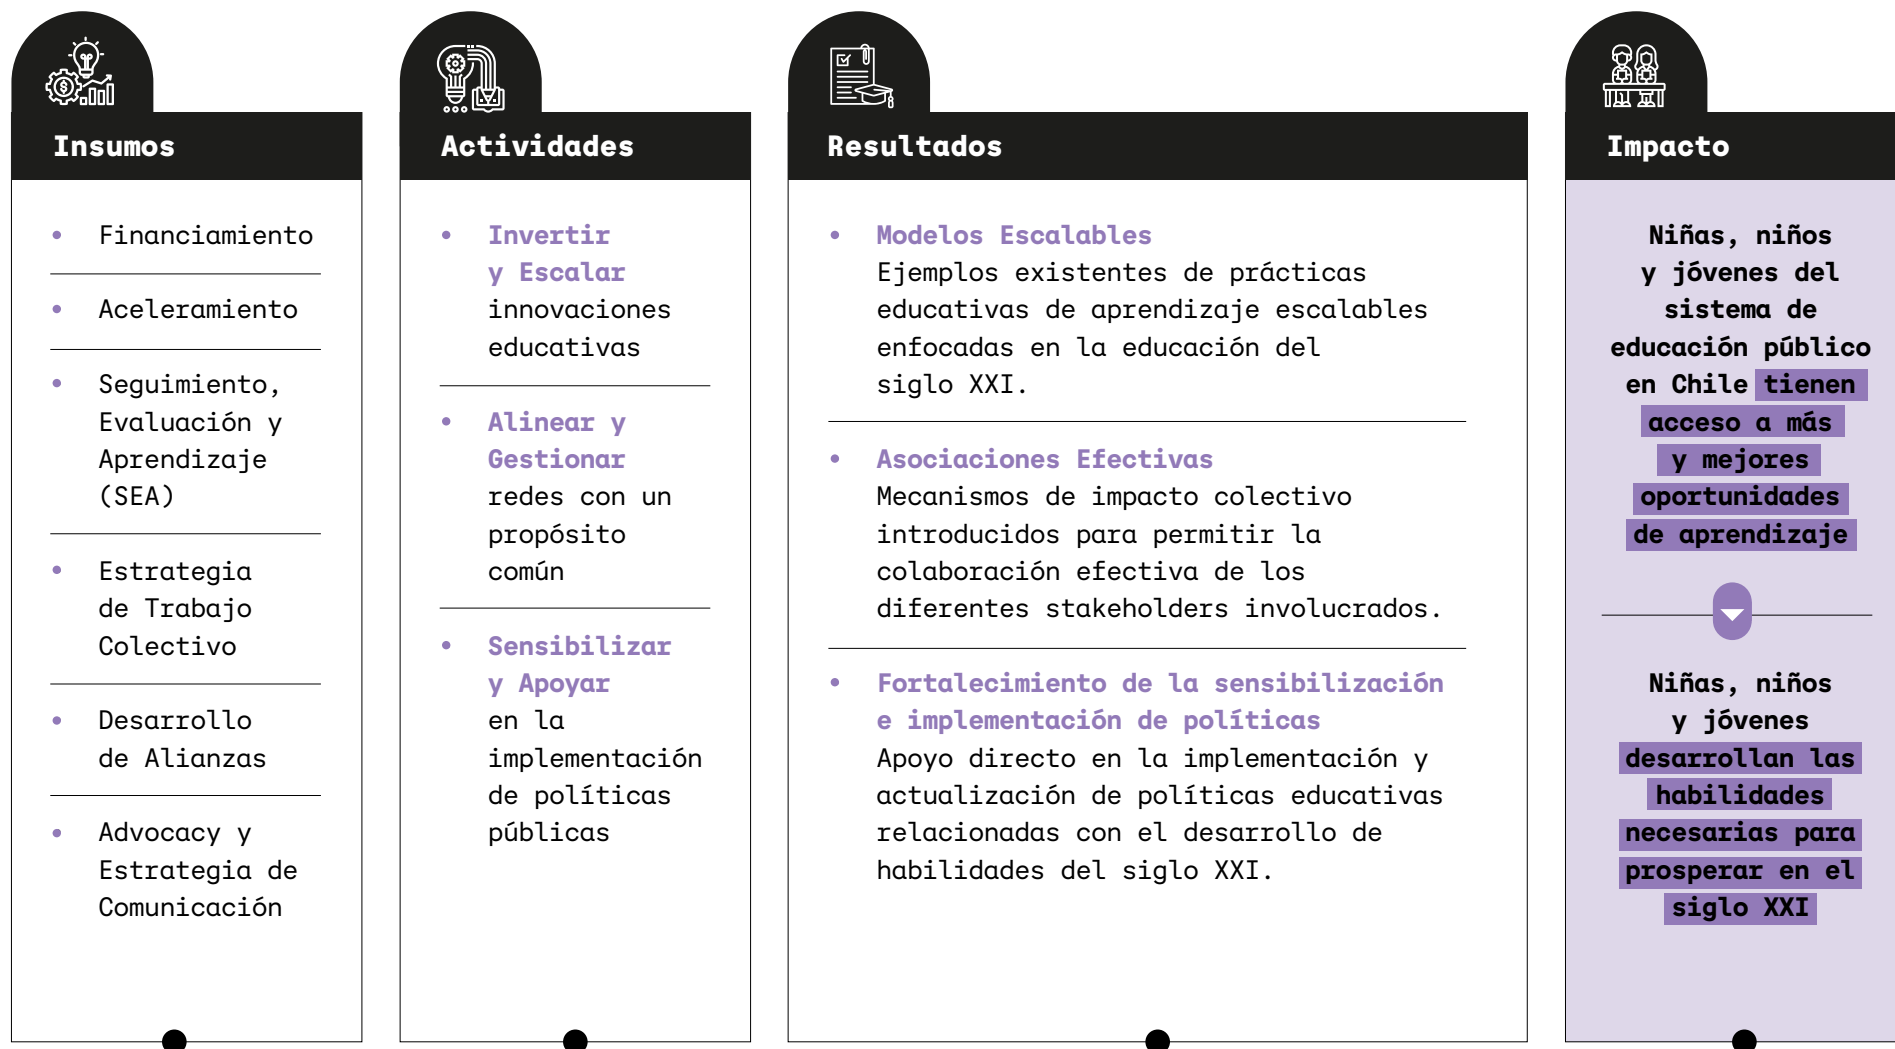 Insumos
• Financiamiento
• Aceleramiento
• Seguimiento,
Evaluación y
Aprendizaje
(SEA)
• Estrategia
de Trabajo
Colectivo
• Desarrollo
de Alianzas
• Advocacy y
Estrategia de
Comunicación
Actividades
• Invertir
y Escalar
innovaciones
educativas
• Alinear y
Gestionar
redes con un
propósito
común
• Sensibilizar
y Apoyar
en la
implementación
de políticas
públicas
Resultados
• Modelos Escalables
Ejemplos existentes de prácticas
educativas de aprendizaje escalables
enfocadas en la educación del
siglo XXI.
• Asociaciones Efectivas
Mecanismos de impacto colectivo
introducidos para permitir la
colaboración efectiva de los
diferentes stakeholders involucrados.
• Fortalecimiento de la sensibilización
e implementación de políticas
Apoyo directo en la implementación y
actualización de políticas educativas
relacionadas con el desarrollo de
habilidades del siglo XXI.
Impacto
Niñas, niños
y jóvenes del
sistema de
educación público
en Chile tienen
acceso a más
y mejores
oportunidades
de aprendizaje
Niñas, niños
y jóvenes
desarrollan las
habilidades
necesarias para
prosperar en el
siglo XXI